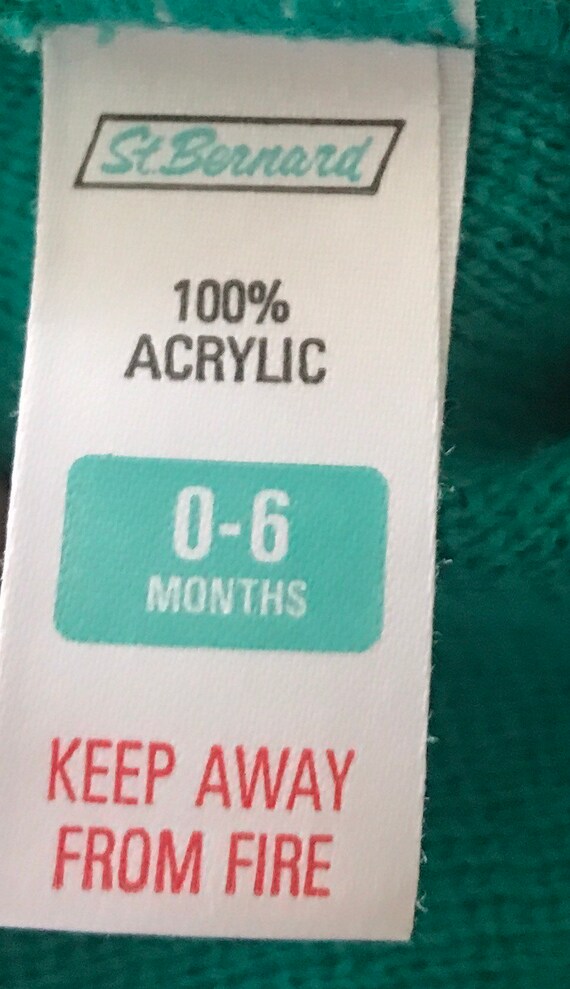 St.Bernard
100%
ACRYLIC
0-6
MONTHS
KEEP AWAY
FROM FIRE